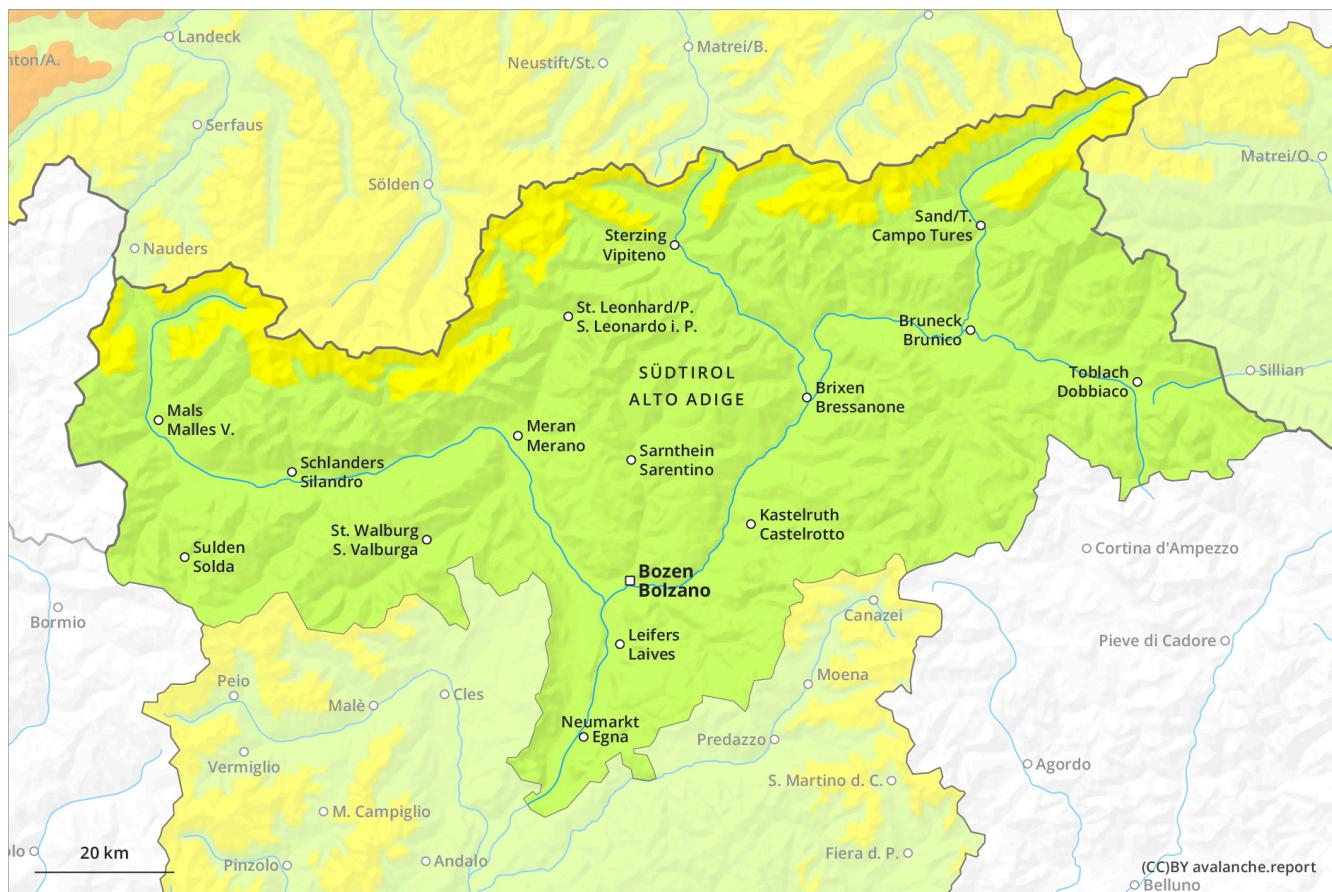 Landeck
nton/A.
Matrei/B.
Neustift/St.
Serfaus
Matrei/O.
Sölden
Sand/T.
Campo Tures
Sterzing
Vipiteno
Nauders
St. Leonhard/P.
S. Leonardo i. P.
Bruneck
Brunico
SÜDTIROL
ALTO ADIGE
Toblach
Dobbiaco
Sillian
Brixen
Bressanone
Mals
Malles V.
Meran
Merano
Sarnthein
Sarentino
Schlanders
Silandro
Kastelruth
Castelrotto
St. Walburg
S. Valburga
Sulden
Solda
Cortina d'Ampezzo
Bozen
Bolzano
Bormio
Canazei
Leifers
Laives
Pieve di Cadore
Peio
Moena
Malè
Cles
Neumarkt
Egna
Predazzo
Vermiglio
Agordo
S. Martino d. C.
M. Campiglio
lo
20 km
Pinzolo
Andalo
Fiera d. P.
(CC)BY avalanche.report
Belluno